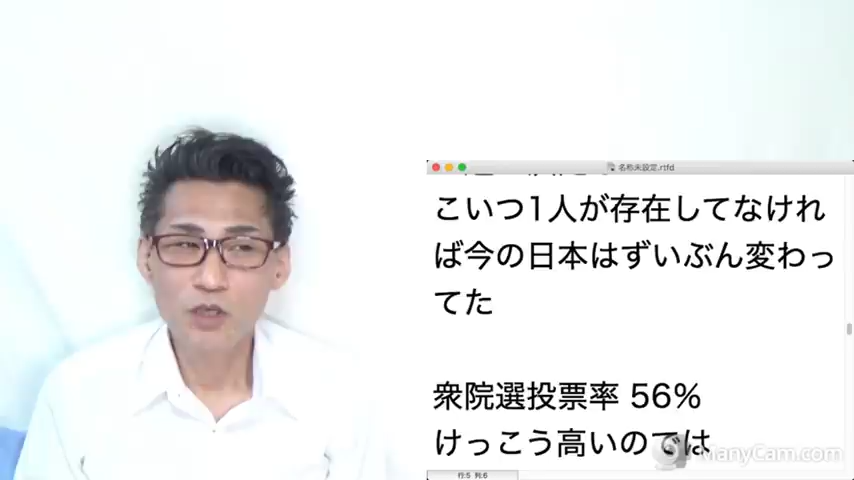 名称未設定.rtfd
こいつ1人が存在してなけれ
ば今の日本はずいぶん変わっ
てた
衆院選投票率 56%
けっこう高いのでは
ManyCam.com
行:5 列:6